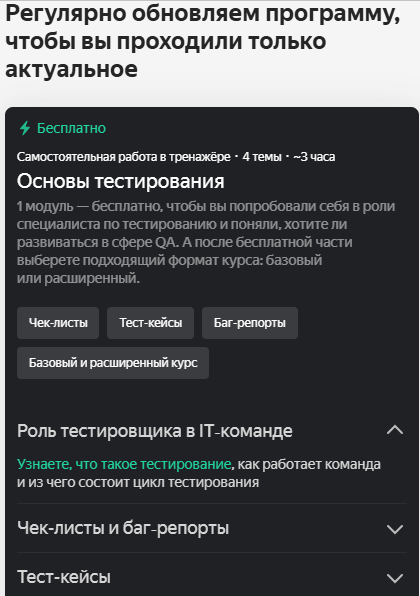 Регулярно обновляем программу,
чтобы вы проходили только
актуальное
Бесплатно
Самостоятельная работа в тренажёре · 4 темы · ~3 часа
Основы тестирования
1 модуль — бесплатно, чтобы вы попробовали себя в роли
специалиста по тестированию и поняли, хотите ли
развиваться в сфере QA. А после бесплатной части
выберете подходящий формат курса: базовый
или расширенный.
Чек-листы
Тест-кейсы
Баг-репорты
Базовый и расширенный курс
Роль тестировщика в IT-команде
Узнаете, что такое тестирование, как работает команда
и из чего состоит цикл тестирования
Чек-листы и баг-репорты
Тест-кейсы